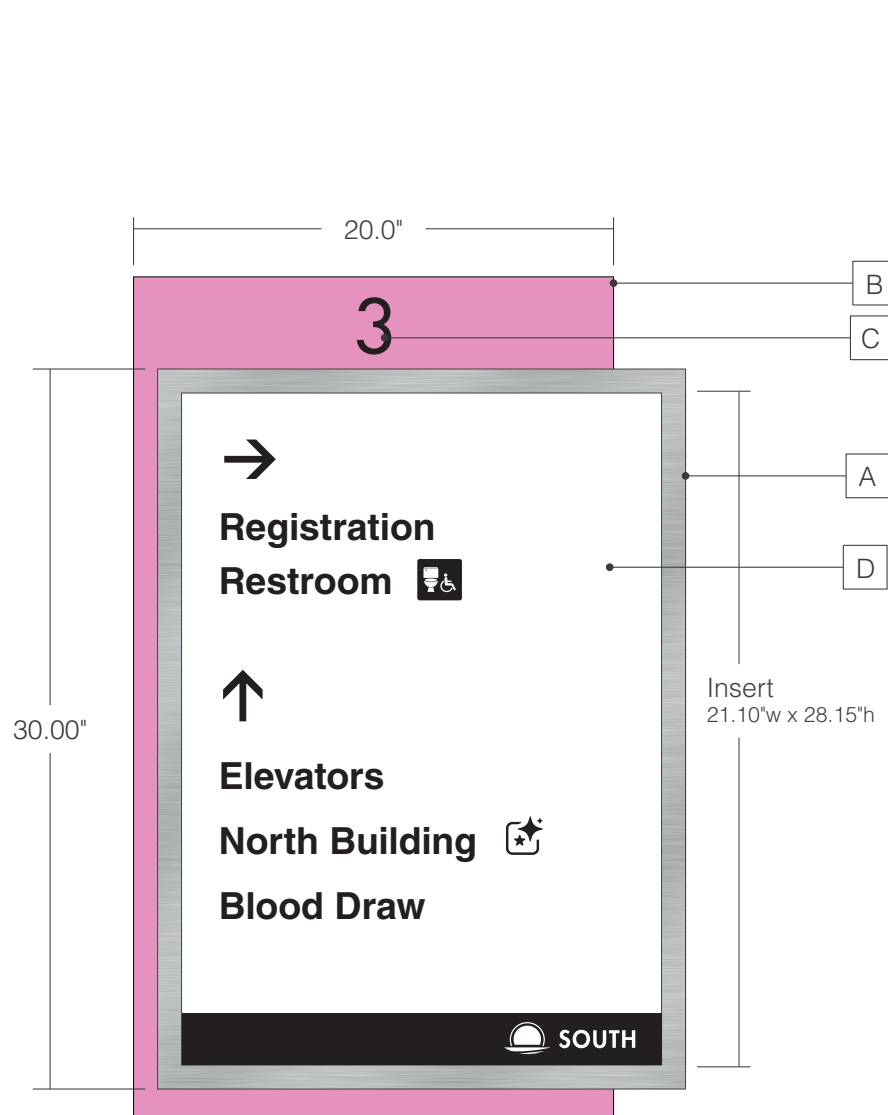 20.0"
B
3
C
A
Registration
D
Restroom
Insert
21.10"w x 28.15"h
30.00"
Elevators
North Building
Blood Draw
SOUTH